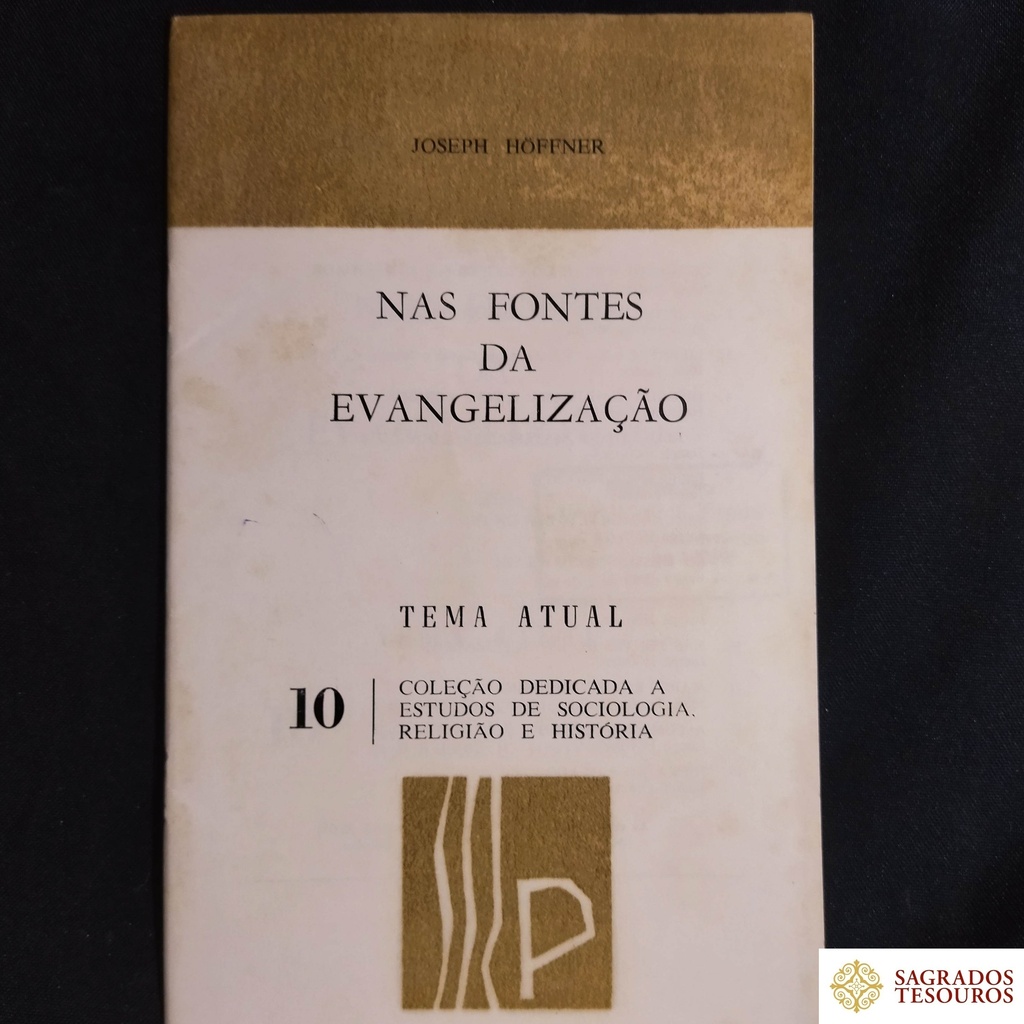 JOSEPH HÖFFNER
NAS FONTES
DA
EVANGELIZAÇÃO
TEMA ATUAL
10
COLEÇÃO DEDICADA A
ESTUDOS DE SOCIOLOGIA.
RELIGIÃO E HISTÓRIA
P
SAGRADOS
TESOUROS